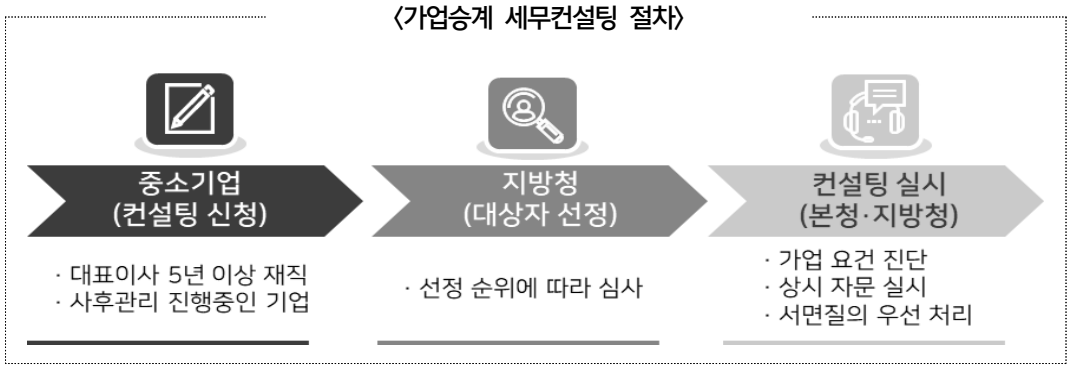 〈가업승계 세무컨설팅 절차〉
중소기업
(컨설팅 신청)
· 대표이사 5년 이상 재직
· 사후관리 진행중인 기업
지방청
(대상자 선정)
· 선정 순위에 따라 심사
컨설팅 실시
(본청·지방청)
· 가업 요건 진단
· 상시 자문 실시
· 서면질의 우선 처리